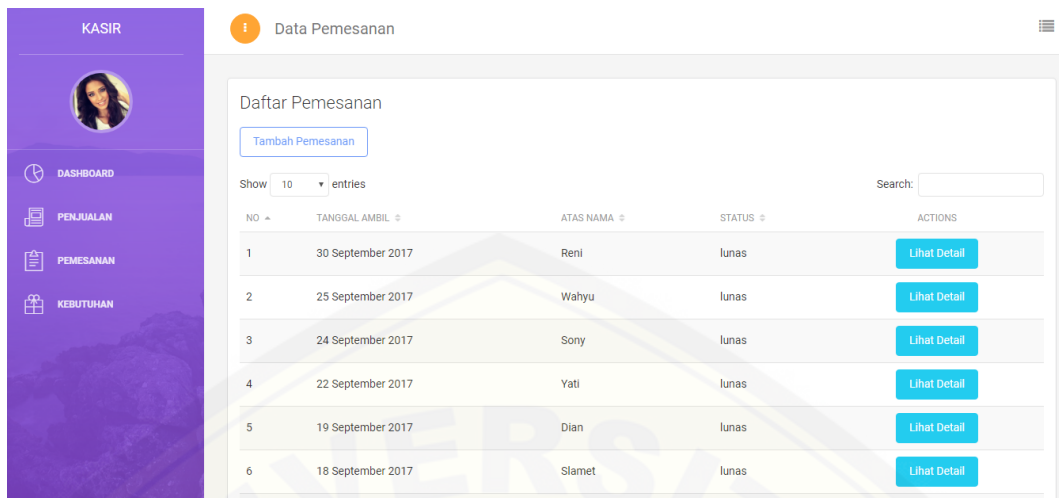 KASIR
DASHBOARD
PENJUALAN
PEMESANAN
KEBUTUHAN
Data Pemesanan
Daftar Pemesanan
Tambah Pemesanan
Show 10 entries Search:
NO TANGGAL AMBIL ATAS NAMA STATUS ACTIONS
1 30 September 2017 Reni lunas Lihat Detail
2 25 September 2017 Wahyu lunas Lihat Detail
3 24 September 2017 Sony lunas Lihat Detail
4 22 September 2017 Yati lunas Lihat Detail
5 19 September 2017 Dian lunas Lihat Detail
6 18 September 2017 Slamet lunas Lihat Detail